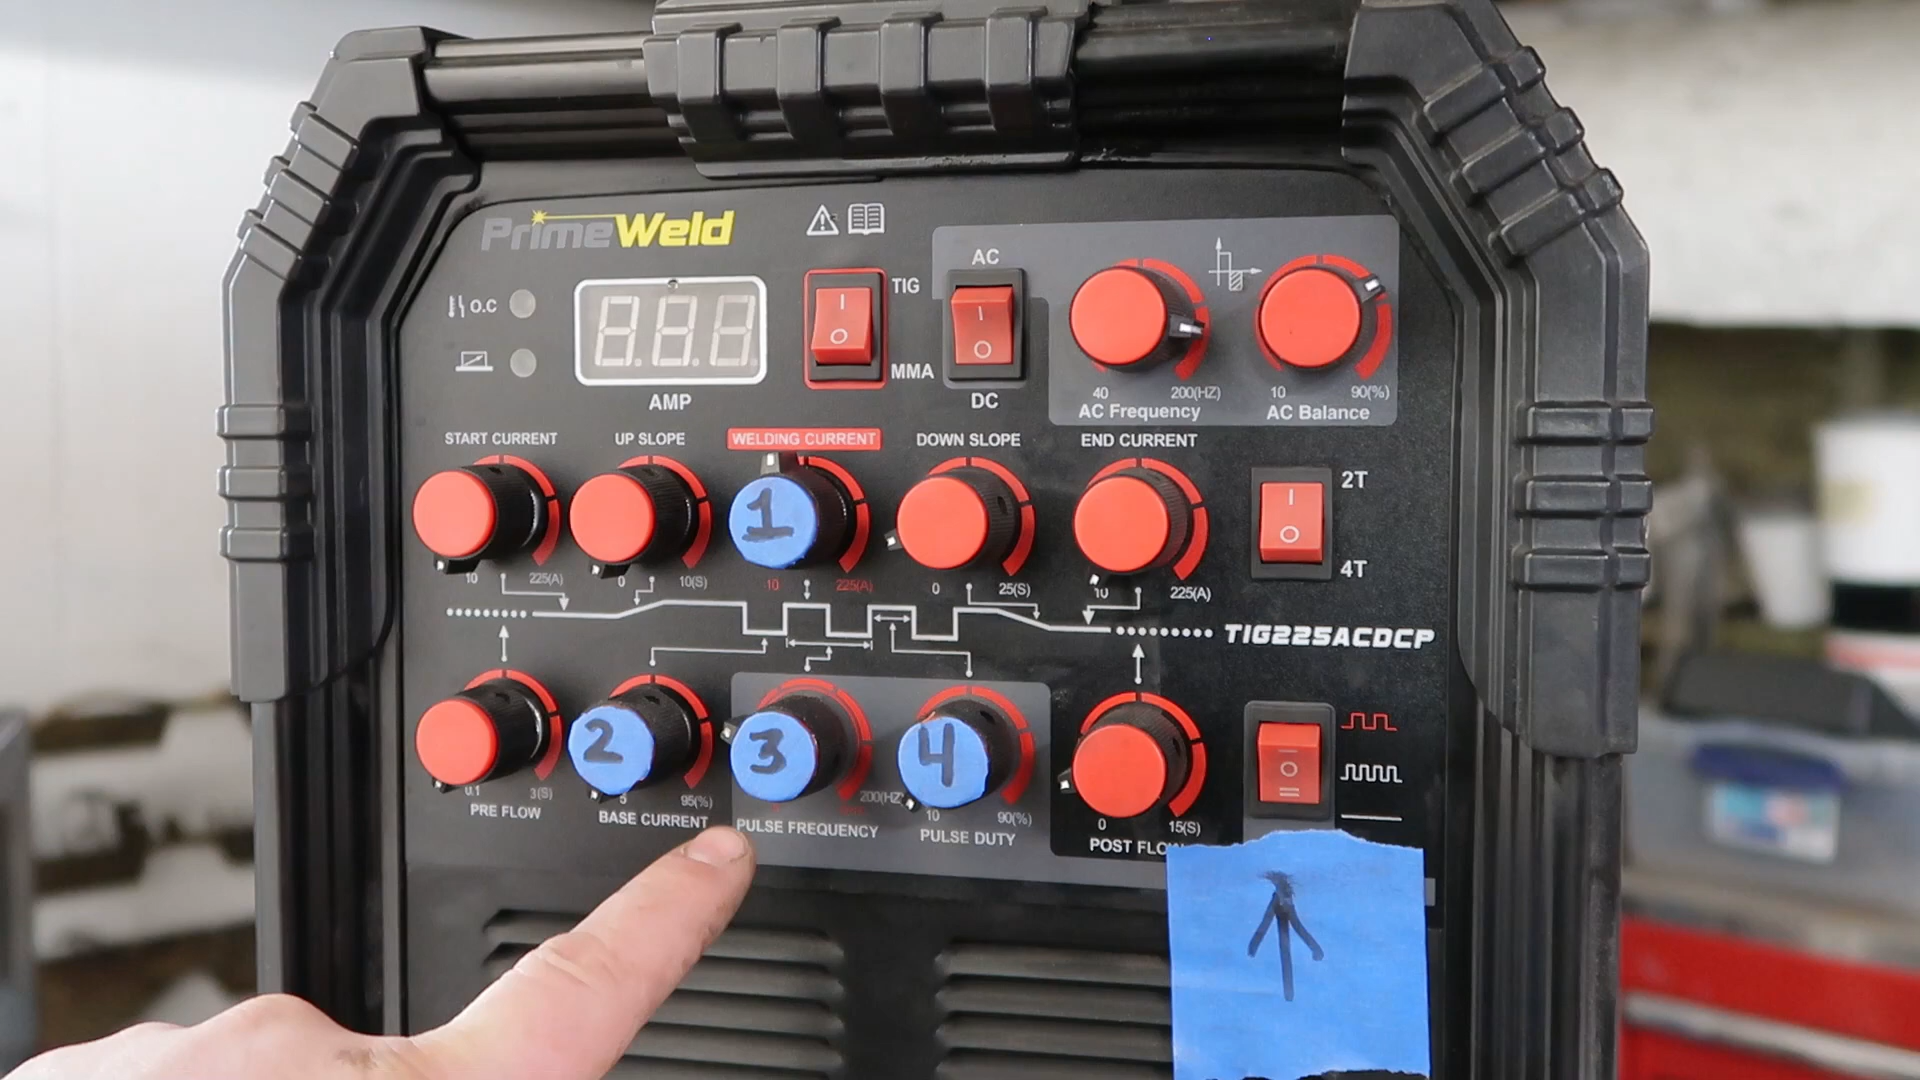 PrimeWeld
AC
TIG
O.C
I
O
I
O
MMA
AMP
DC
40
200(HZ)
AC Frequency
10
90(%)
AC Balance
START CURRENT
UP SLOPE
WELDING CURRENT
DOWN SLOPE
END CURRENT
2T
1
I
O
4T
10
225(A)
0
10(S)
10
225(A)
0
25(S)
10
225(A)
TIG225ACDCP
2
3
4
I
O
II
0.1
3(S)
5
95(%)
200(HZ
10
90(%)
0
15(S)
PRE FLOW
BASE CURRENT
PULSE FREQUENCY
PULSE DUTY
POST FLO